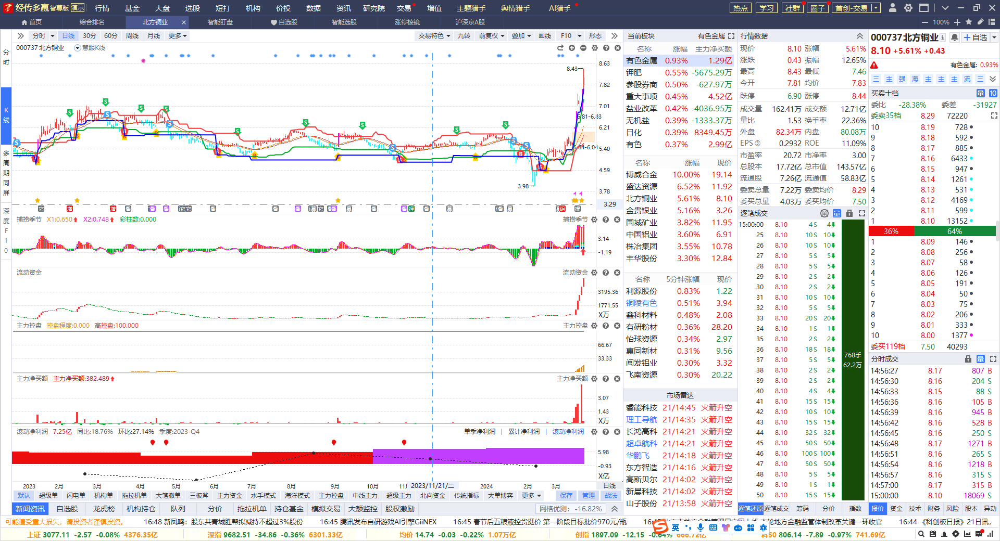 经传多赢 智尊版 演示 行情 基金 大盘 选股 短打 机构 价投 数据 资讯 研究院 交易 增值 主题猎手 舆情猎手 AI猎手 热点 学习 社群 圈子 首创-交易
首页 综合排名 北方铜业 智能盯盘 自选股 智能选股 涨停棱镜 沪深京A股 100%
分时 日线 30分 60分 周线 月线 更多 交易特色 九转 前复权 叠加 画线 F10 形态
分时
K线
多周期同屏
深度F10
000737 北方铜业 慧眼K线
8.63
8.43
7.82
7.01
6.21
5.40
4.59
3.98
3.78
3.29
捕捞季节 X1:0.650 X2:0.748 彩柱数:0.000 捕捞季节
3.14
-1.19
流动资金
3195.36
1771.55
X万
主力控盘 控盘程度:0.000 高控盘:100.000 主力控盘
66.67
33.33
主力净买额 主力净买额:382.489 主力净买额
3.07
1.43
X万
滚动净利润 7.25亿 同比:18.76% 环比:27.14% 季度:2023-Q4 单季净利润 | 累计净利润 | 滚动净利润
5.98
-0.93
X亿
2023 2月 3月 4月 5月 6月 7月 8月 9月 10月 2023/11/21/二 2024 2月 3月 日线
默认 超级单 闪电单 机构单 拖拉机单 大笔撤单 三板斧 主力资金 水手模式 海洋模式 主力控盘 中线主力 超级主力 北向资金 传统指标 大单博弈 更多 保存 管理 战法
新闻资讯 自选股 龙虎榜 机构持仓 队列 分价 拖拉机单 持仓基金 模拟交易 大额监控 股权激励 网格优测: -16.82%
当前板块 有色金属
名称 涨幅 主力净买额
有色金属 0.93% 1.29亿
钾肥 0.55% -5675.29万
参股券商 0.50% -627.97万
重大事项 0.45% 4.52亿
盐业改革 0.42% -4036.95万
无机盐 0.39% -1333.37万
日化 0.39% 8349.45万
有色 0.37% 2.99亿
名称 涨幅 现价
博威合金 10.00% 19.14
盛达资源 6.52% 11.92
北方铜业 5.61% 8.10
金贵银业 5.16% 3.26
国城矿业 3.82% 11.95
中国铝业 3.60% 6.91
株冶集团 3.55% 10.78
丰华股份 3.30% 12.84
名称 5分钟涨幅 现价
利源股份 0.83% 1.22
铜陵有色 0.51% 3.94
鑫科材料 0.48% 2.08
有研粉材 0.36% 28.20
怡球资源 0.34% 2.97
惠同新材 0.31% 9.56
闽发铝业 0.30% 3.32
飞南资源 0.30% 20.22
市场雷达
睿能科技 21/14:45 火箭升空
理工导航 21/14:35 火箭升空
长鸿高科 21/14:21 火箭升空
超卓航科 21/14:21 火箭升空
华鹏飞 21/14:18 火箭升空
东方智造 21/14:16 火箭升空
高斯贝尔 21/14:02 火箭升空
新晨科技 21/14:02 火箭升空
山子股份 21/13:58 火箭升空
行情数据
现价 8.10 涨幅 5.61%
涨跌 0.43 振幅 12.65%
最高 8.43 最低 7.46
今开 7.81 均价 7.83
跌停 6.90 涨停 8.44
成交量 162.41万 成交额 12.71亿
量比 1.53 换手率 22.36%
外盘 82.34万 内盘 80.08万
EPS③ 0.2932 ROE 11.09%
市盈率 20.72 市净率 3.00
总股本 17.72亿 总市值 143.57亿
流通股 7.26亿 流通值 58.83亿
委卖总量 7.22万 委卖均价 8.29
委买总量 4.03万 委买均价 7.50
逐笔成交 单 量
15:00:00 8.10 4 S 4
25 8.10 10 S 10
26 8.10 10 S 10
27 8.10 5 S 5
28 8.10 5 S 5
29 8.10 2 S 2
30 8.10 2 S 2
31 8.10 10 S 10
32 8.10 5 S 5
33 8.10 20 S 20
34 8.10 1 S 1
35 8.10 2 S 2
36 8.10 18 S 18
37 8.10 5 S 5
38 8.10 2 S 2
39 8.10 2 S 2
40 8.10 4 S 4
41 8.10 15 S 15
42 8.10 10 S 10
43 8.10 15 S 15
44 8.10 32 S 32
45 8.10 50 S 50
46 8.10 100 S 100
47 8.10 50 S 50
48 8.10 5 S 5
49 8.10 1 S 1
50 8.10 15 S 15
768手
62.2万
逐笔还原 逐笔成交 筹码 分价 指数
000737 北方铜业 自选
8.10 +5.61% +0.43
有色金属: 0.93%
三 主 强 海 主 主 主 流 三
买卖十档 量 10
委比 -28.38% 委差 -31927
委卖35档 8.29 72220
10 8.19 728
9 8.18 592
8 8.17 885
7 8.16 6433
6 8.15 947
5 8.14 1261
4 8.13 531
3 8.12 4169
2 8.11 599
1 8.10 13152
36% 64%
1 8.09 146
2 8.08 256
3 8.07 58
4 8.06 126
5 8.05 191
6 8.04 50
7 8.03 75
8 8.02 206
9 8.01 333
10 8.00 1377
委买119档 7.50 40293
分时成交 量
14:56:27 8.17 807 B
14:56:30 8.16 204 S
14:56:33 8.15 88 S
14:56:36 8.16 105 B
14:56:39 8.16 945 B
14:56:42 8.16 528 B
14:56:45 8.16 250 S
14:56:48 8.17 1271 B
14:56:51 8.16 265 S
14:56:54 8.16 1218 B
14:56:57 8.16 315 S
14:57:00 8.17 315 B
15:00:00 8.10 18069 S
报价 资金 技术 财务 风险 股本 异动
可能遭受重大损失，请投资者谨慎投资。 16:48 新凤鸣：股东共青城胜帮拟减持不超过3%股份 16:45 腾讯发布自研游戏AI引擎GiiNEX 16:45 春节后五粮液控货挺价 第一阶段目标批价970元/瓶 16:44 《科创板日报》21日讯，
上证 3077.11 -2.57 -0.08% 4376.35亿 深指 9682.51 -34.86 -0.36% 6301.33亿 均价 14.74 -0.03 -0.22% 1.07万亿 创指 1897.09 -12.15 -0.64% 666.72亿 科50 806.14 -7.89 -0.97% 741.69亿
英